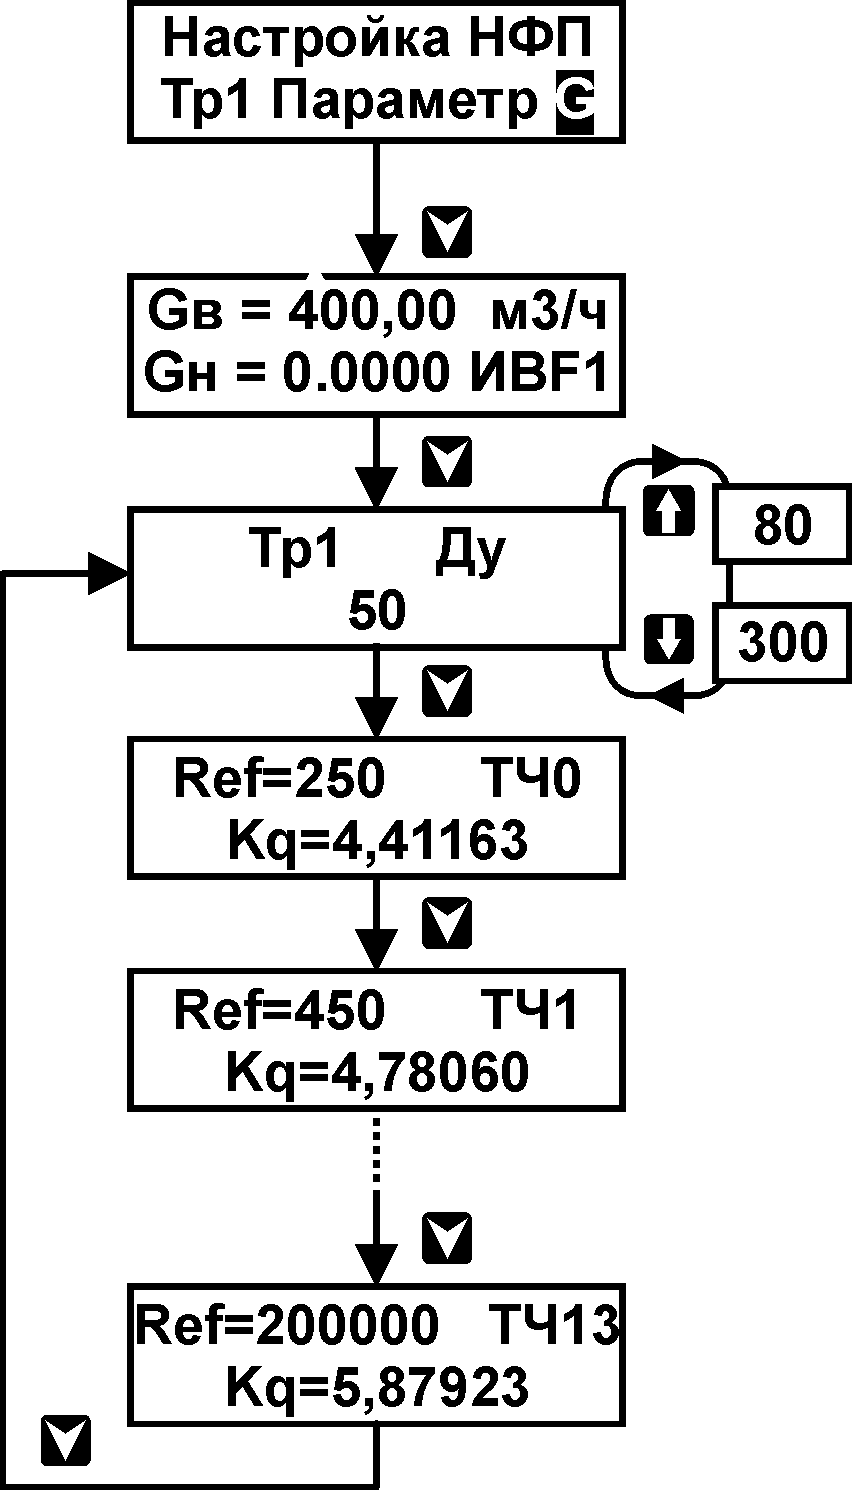 Настройка НФП
Тр1 Параметр G
Gв = 400,00 м3/ч
Gн = 0.0000 ИВF1
Тр1 Ду
50
80
300
Ref=250 ТЧ0
Kq=4,41163
Ref=450 ТЧ1
Kq=4,78060
Ref=200000 ТЧ13
Kq=5,87923